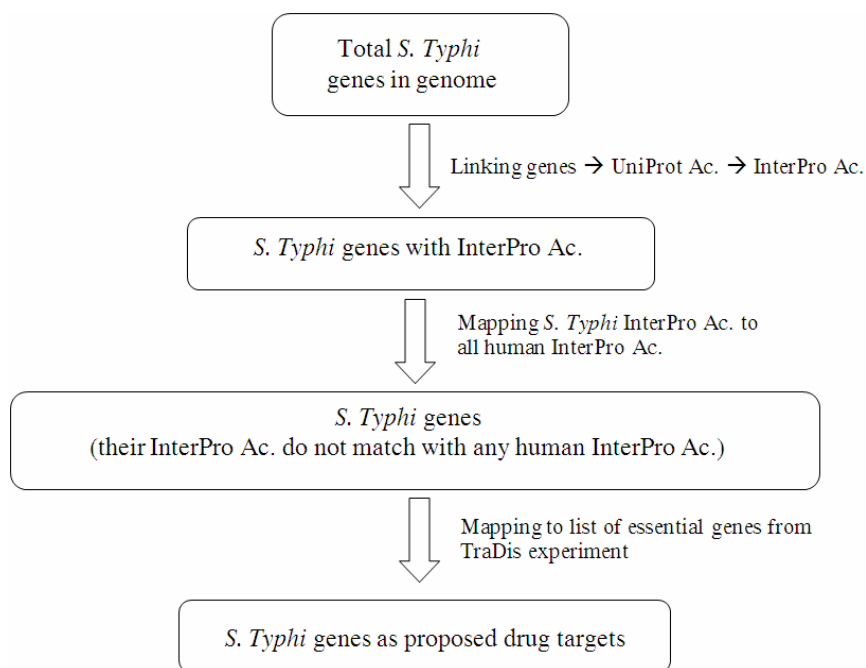 Total S. Typhi
genes in genome
Linking genes → UniProt Ac. → InterPro Ac.
S. Typhi genes with InterPro Ac.
Mapping S. Typhi InterPro Ac. to
all human InterPro Ac.
S. Typhi genes
(their InterPro Ac. do not match with any human InterPro Ac.)
Mapping to list of essential genes from
TraDis experiment
S. Typhi genes as proposed drug targets